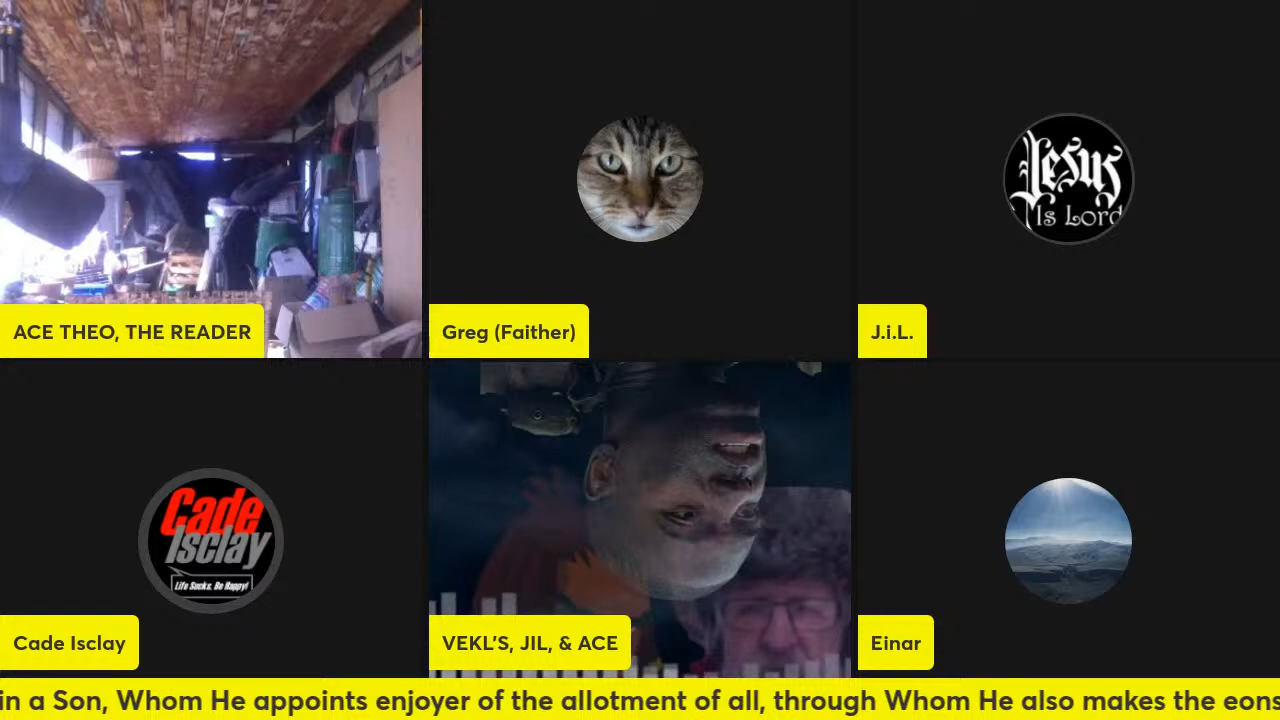 Jesus
Is Lord
ACE THEO, THE READER
Greg (Faither)
J.i.L.
Cade
Isclay
Life Sucks. Be Happy!
Cade Isclay
VEKL'S, JIL, & ACE
Einar
in a Son, Whom He appoints enjoyer of the allotment of all, through Whom He also makes the eons